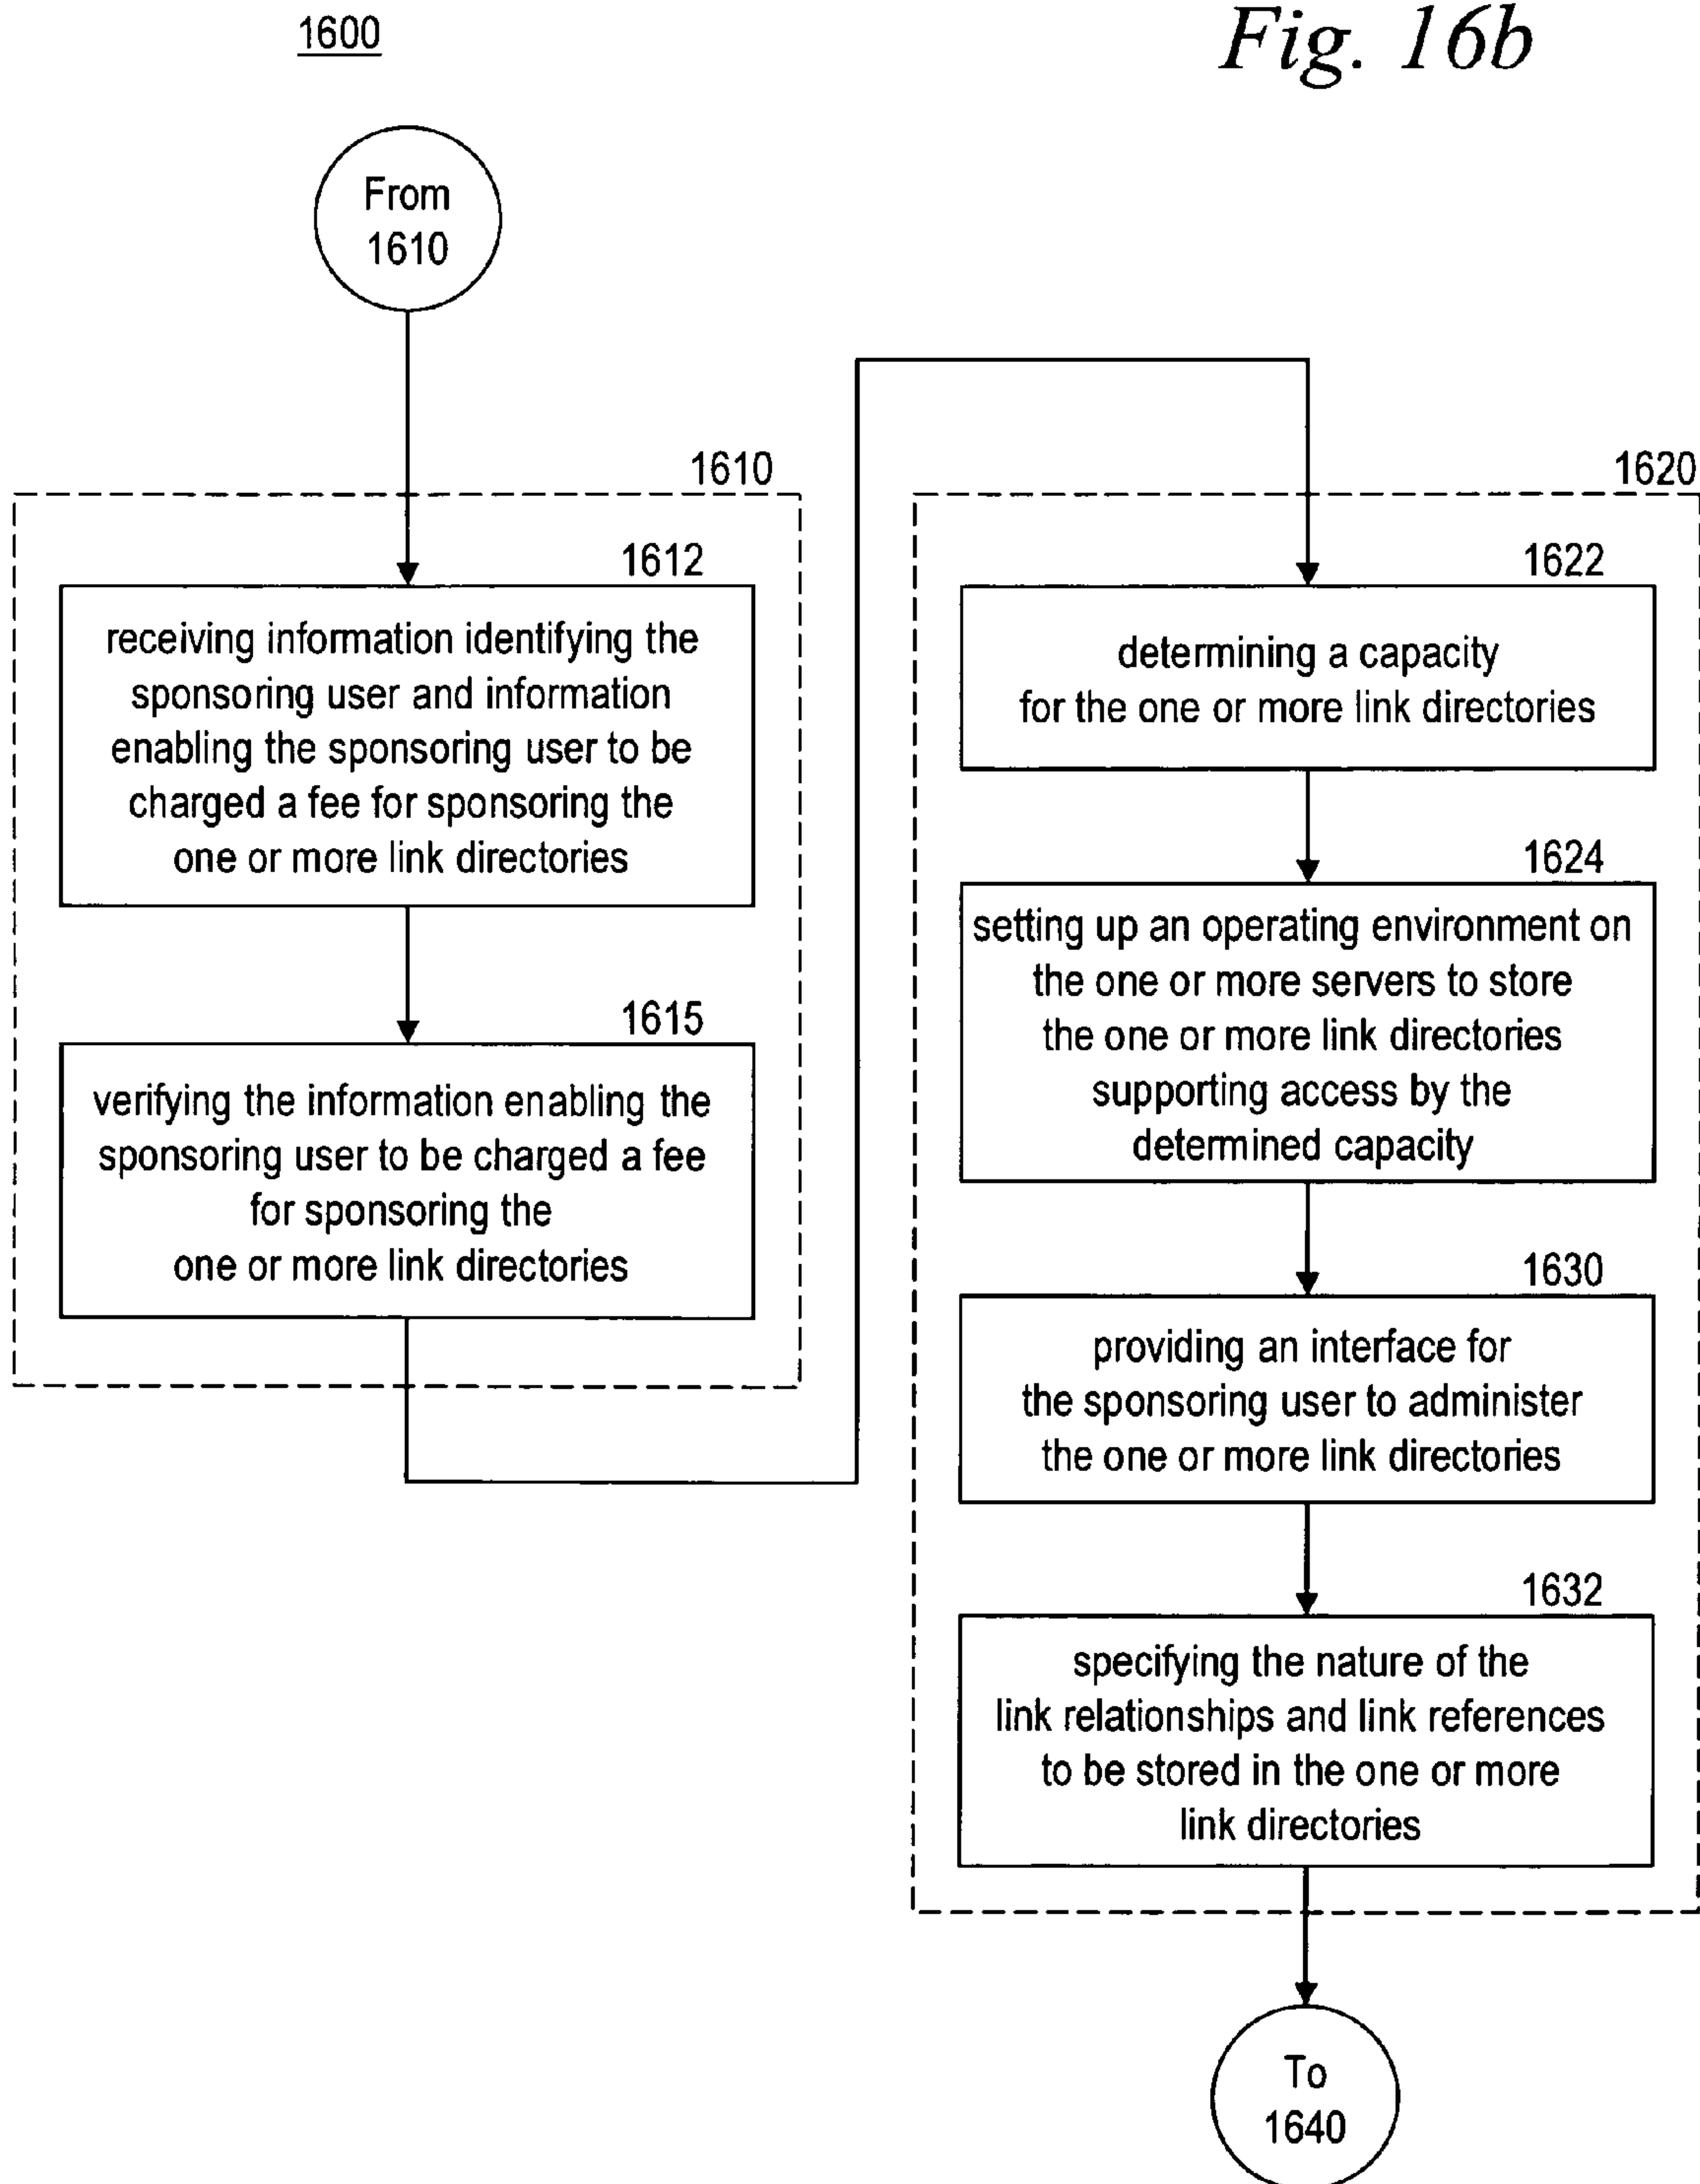 1600
Fig. 16b
From
1610
1610
1612
receiving information identifying the
sponsoring user and information
enabling the sponsoring user to be
charged a fee for sponsoring the
one or more link directories
1615
verifying the information enabling the
sponsoring user to be charged a fee
for sponsoring the
one or more link directories
1620
1622
determining a capacity
for the one or more link directories
1624
setting up an operating environment on
the one or more servers to store
the one or more link directories
supporting access by the
determined capacity
1630
providing an interface for
the sponsoring user to administer
the one or more link directories
1632
specifying the nature of the
link relationships and link references
to be stored in the one or more
link directories
To
1640